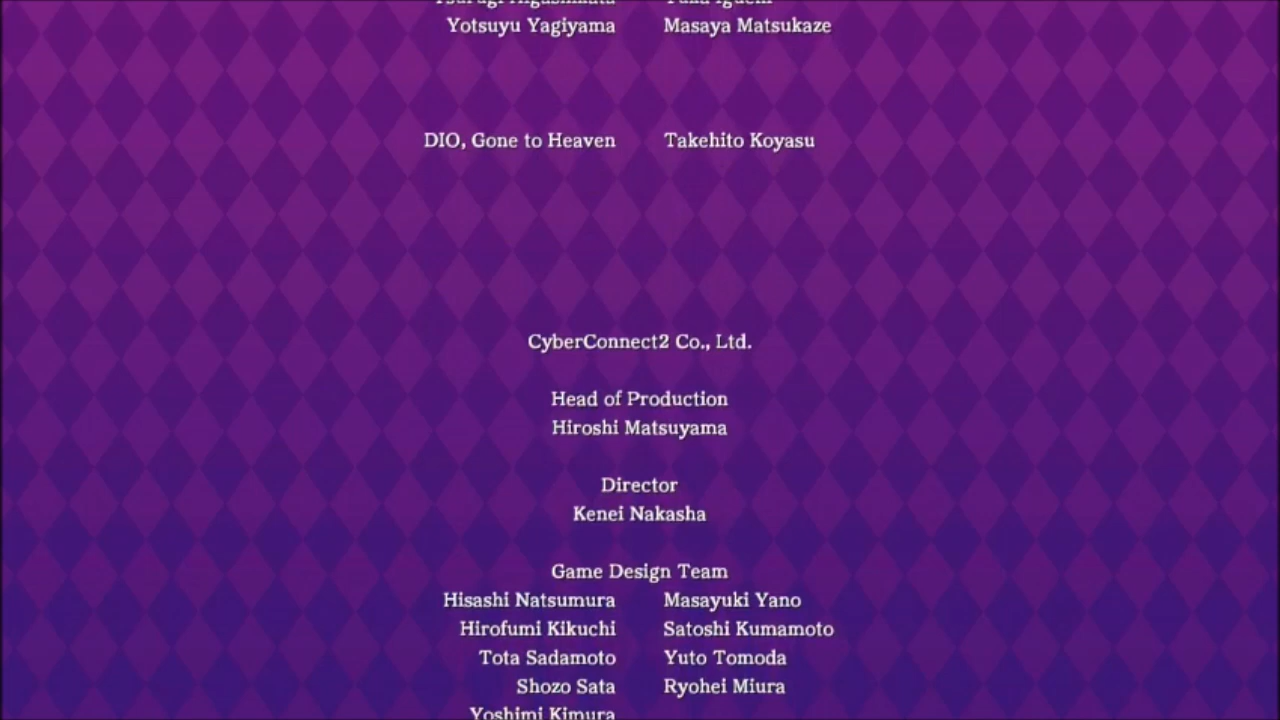 Yotsuyu Yagiyama Masaya Matsukaze
DIO, Gone to Heaven Takehito Koyasu
CyberConnect2 Co., Ltd.
Head of Production
Hiroshi Matsuyama
Director
Kenei Nakasha
Game Design Team
Hisashi Natsumura Masayuki Yano
Hirofumi Kikuchi Satoshi Kumamoto
Tota Sadamoto Yuto Tomoda
Shozo Sata Ryohei Miura
Yoshimi Kimura